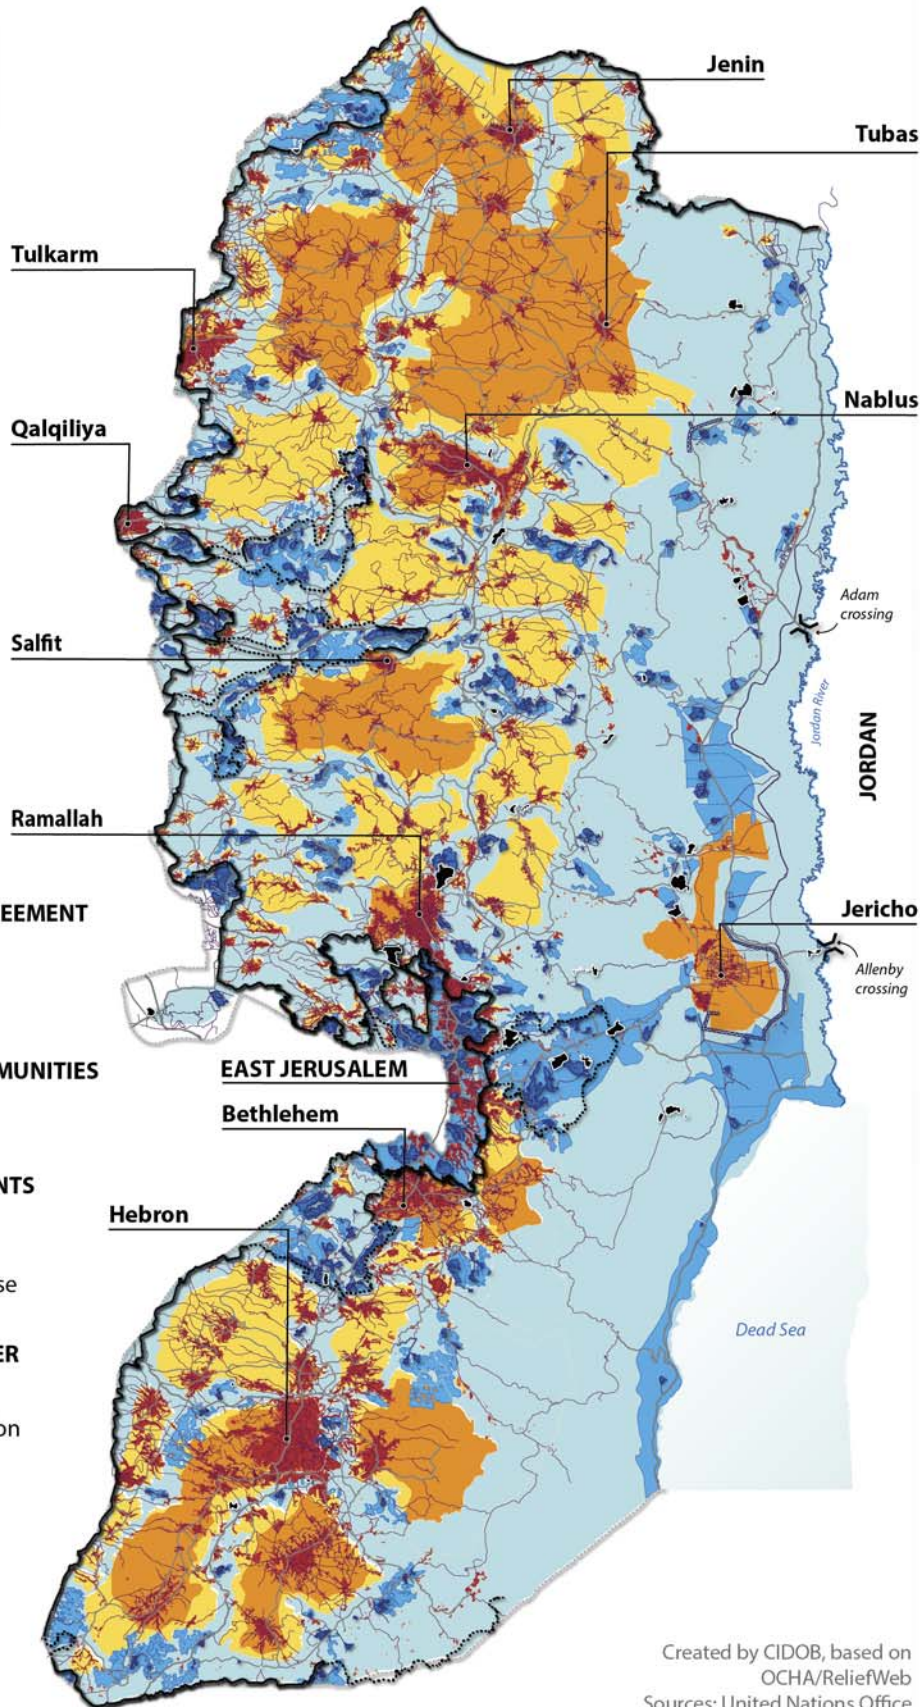 Jenin
Tubas
Tulkarm
Nablus
Qalqiliya
Adam
crossing
Salfit
Jordan River
JORDAN
Ramallah
EEMENT
Jericho
Allenby
crossing
MUNITIES
EAST JERUSALEM
Bethlehem
NTS
Hebron
se
Dead Sea
ER
on
Created by CIDOB, based on
OCHA/ReliefWeb
Sources: United Nations Office